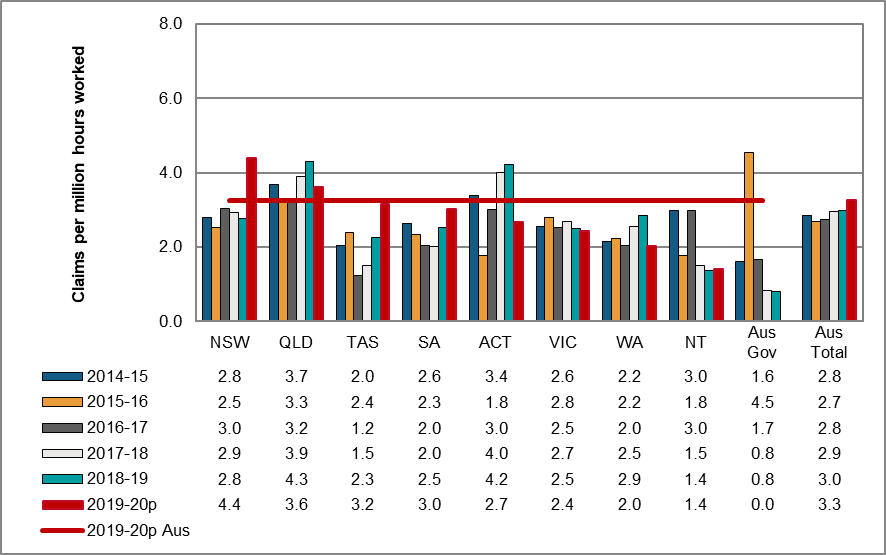 8.0
6.0
4.0
2.0
0.0
Claims per million hours worked
NSW QLD TAS SA ACT VIC WA NT Aus Gov Aus Total
2014-15 2.8 3.7 2.0 2.6 3.4 2.6 2.2 3.0 1.6 2.8
2015-16 2.5 3.3 2.4 2.3 1.8 2.8 2.2 1.8 4.5 2.7
2016-17 3.0 3.2 1.2 2.0 3.0 2.5 2.0 3.0 1.7 2.8
2017-18 2.9 3.9 1.5 2.0 4.0 2.7 2.5 1.5 0.8 2.9
2018-19 2.8 4.3 2.3 2.5 4.2 2.5 2.9 1.4 0.8 3.0
2019-20p 4.4 3.6 3.2 3.0 2.7 2.4 2.0 1.4 0.0 3.3
2019-20p Aus